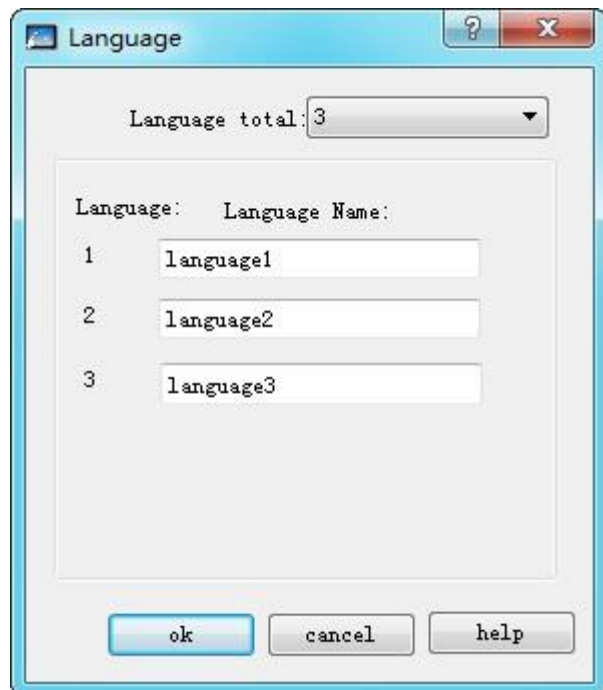 Language
Language total: 3
Language: Language Name:
1 language1
2 language2
3 language3
ok cancel help